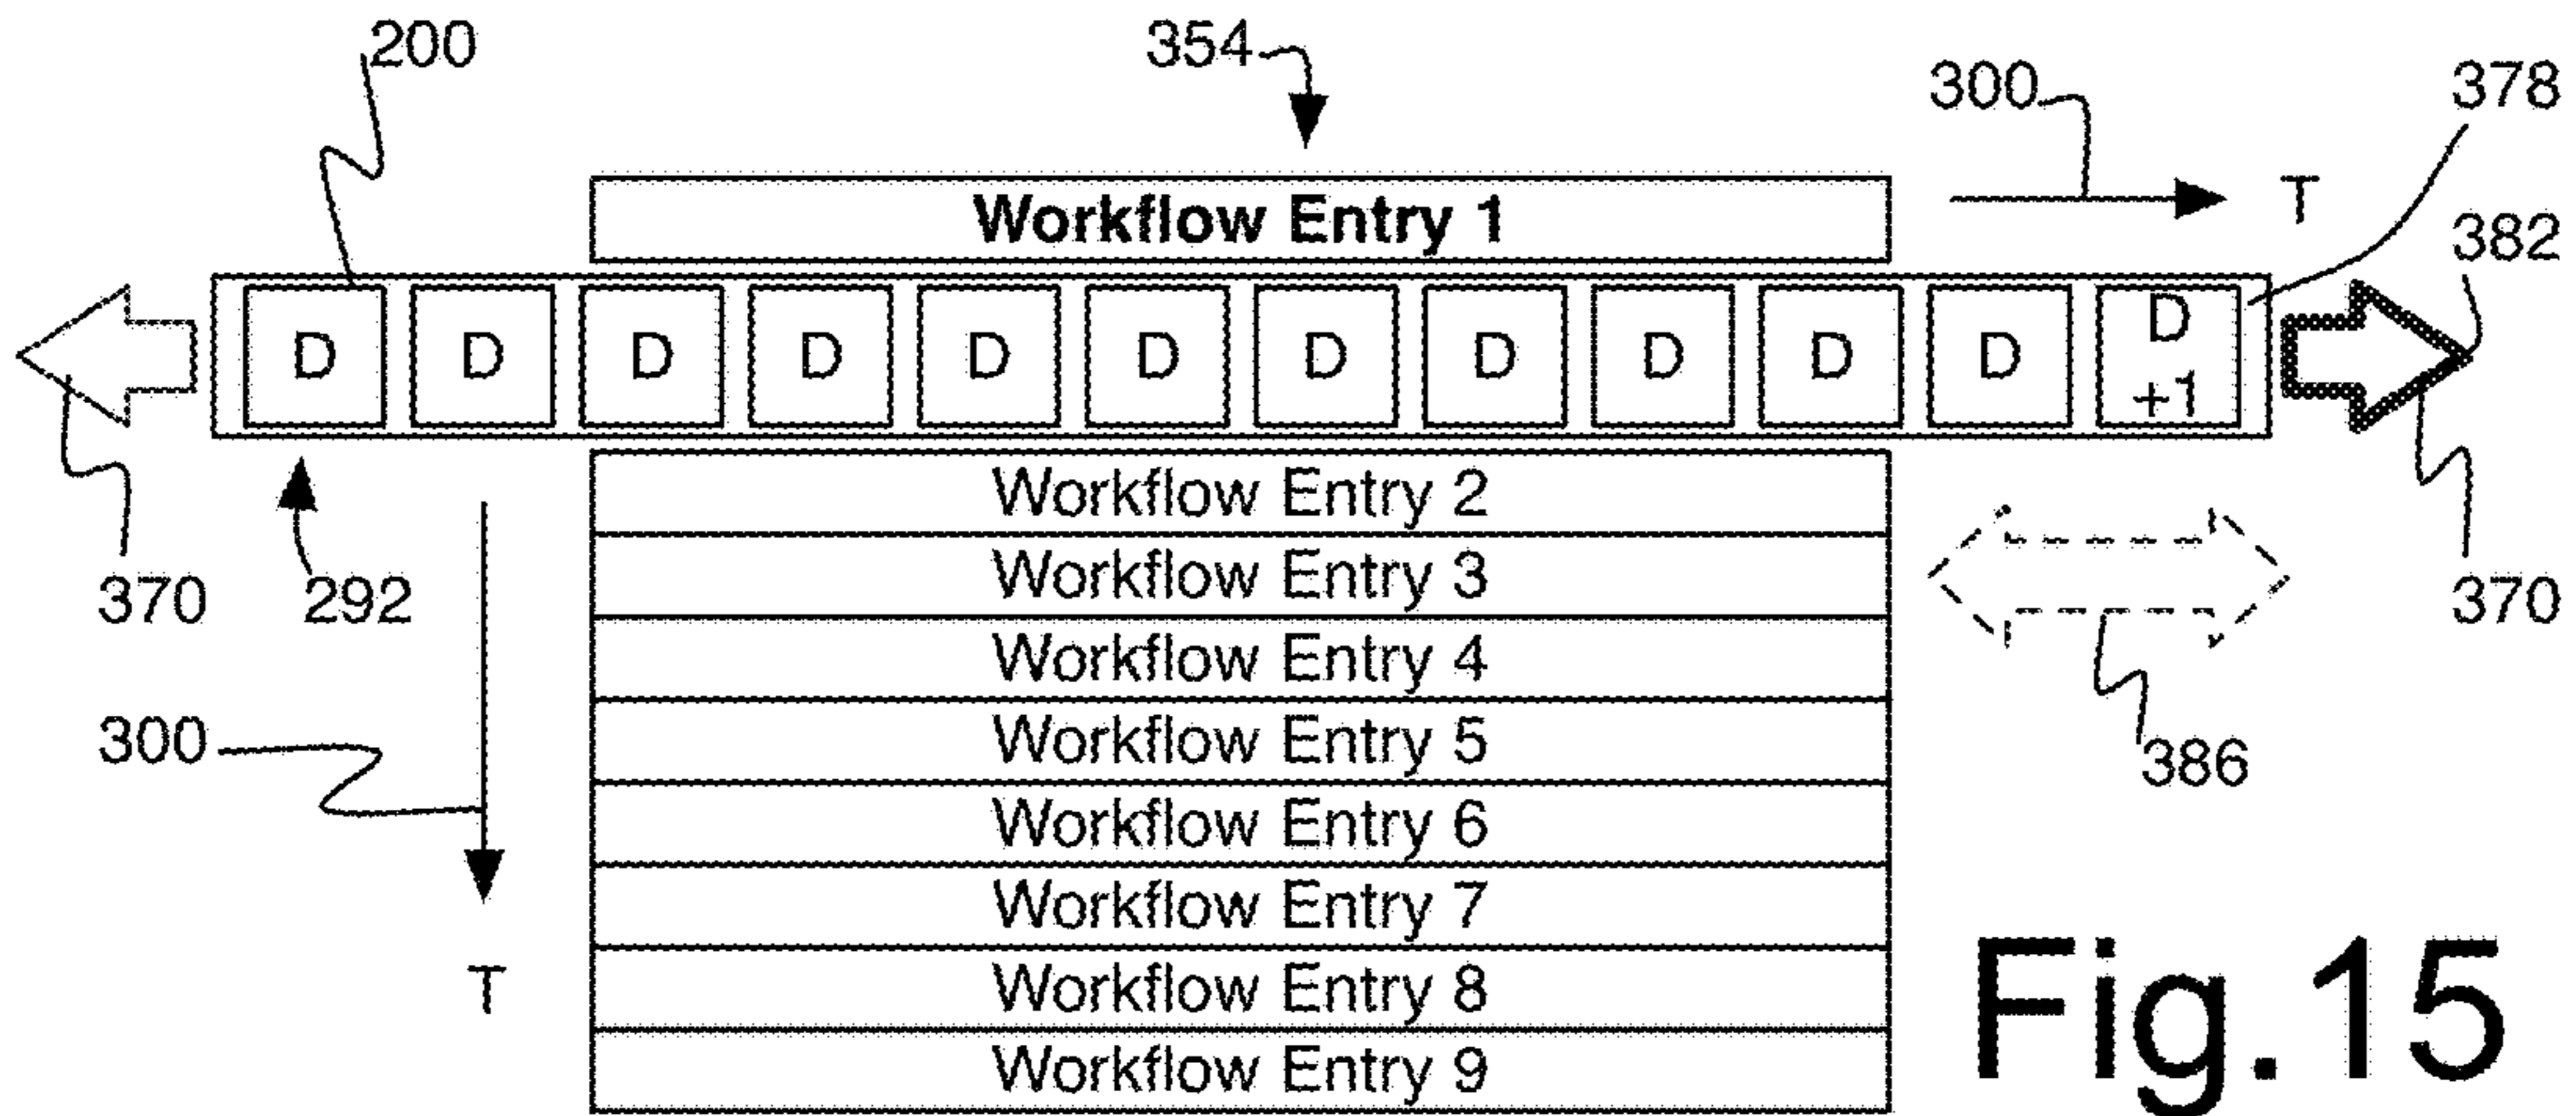 200
354
300
378
T
Workflow Entry 1
382
D D D D D D D D D D D D
+1
Workflow Entry 2
Workflow Entry 3
370
292
370
Workflow Entry 4
300
Workflow Entry 5
386
Workflow Entry 6
Workflow Entry 7
T
Workflow Entry 8
Workflow Entry 9
Fig.15